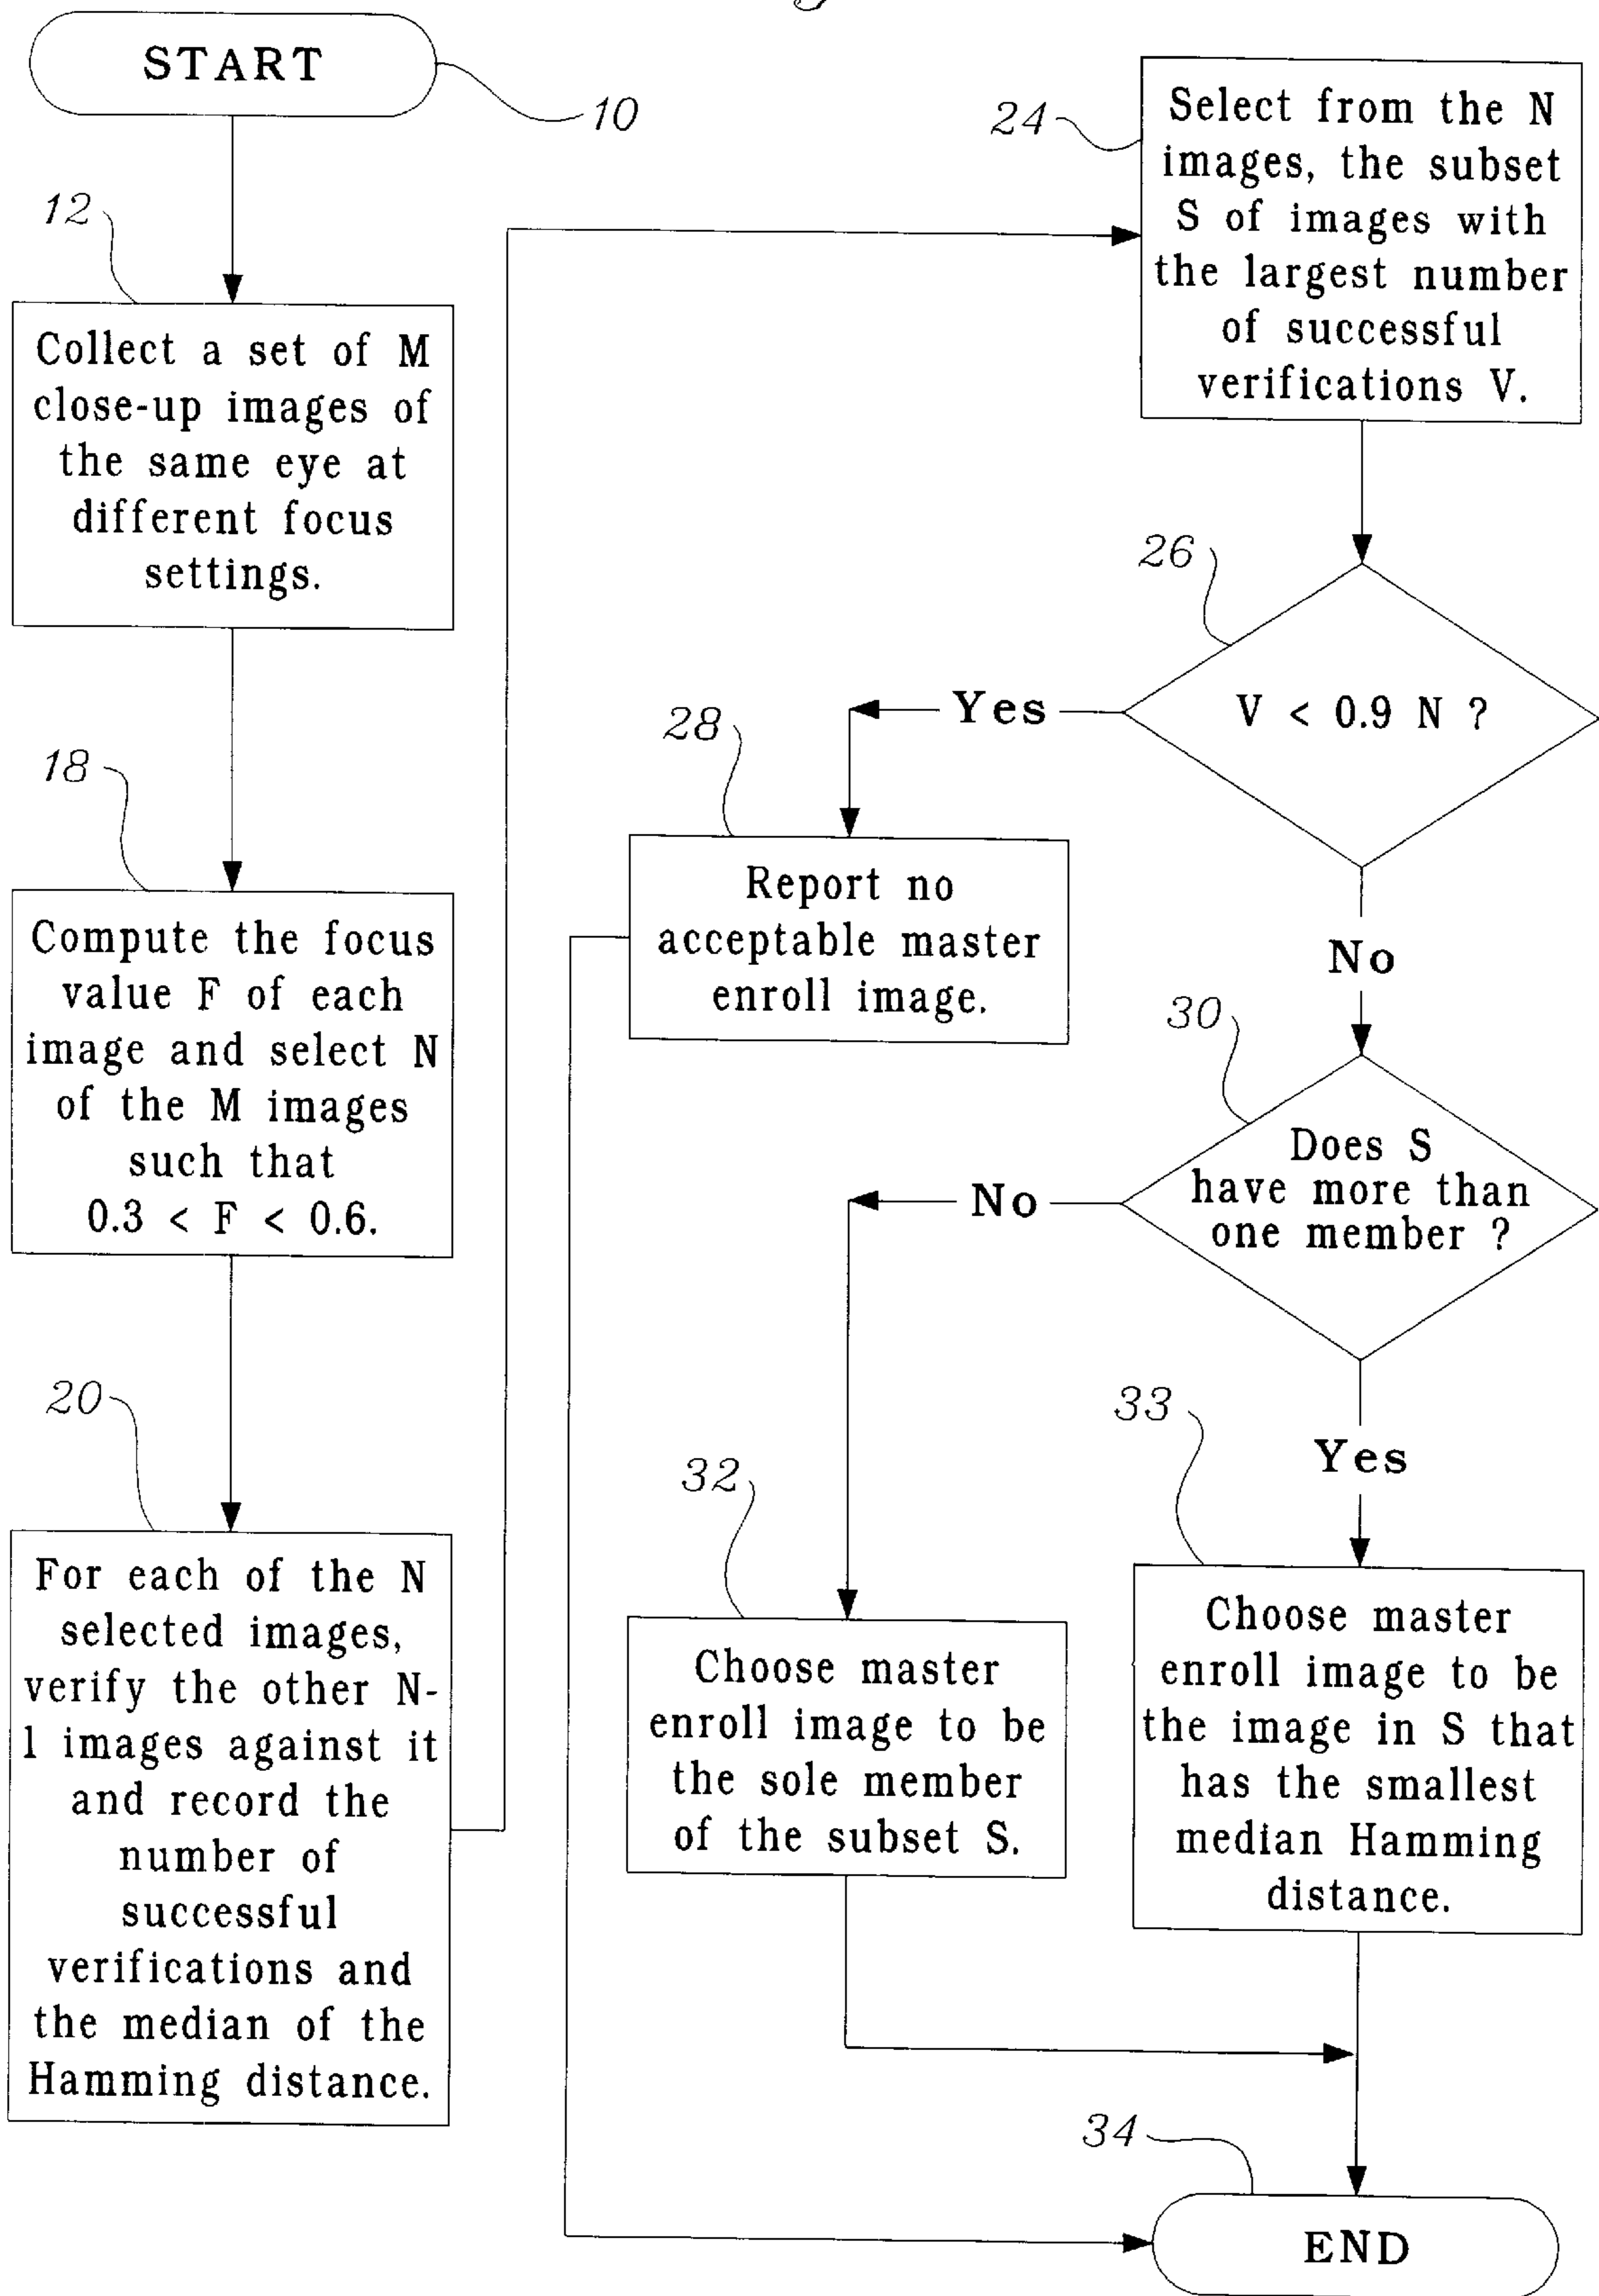 START
10
12
Collect a set of M
close-up images of
the same eye at
different focus
settings.
18
Compute the focus
value F of each
image and select N
of the M images
such that
0.3 < F < 0.6.
20
For each of the N
selected images,
verify the other N-
1 images against it
and record the
number of
successful
verifications and
the median of the
Hamming distance.
24
Select from the N
images, the subset
S of images with
the largest number
of successful
verifications V.
26
V < 0.9 N ?
Yes
28
Report no
acceptable master
enroll image.
No
30
Does S
have more than
one member ?
No
32
Choose master
enroll image to be
the sole member
of the subset S.
Yes
33
Choose master
enroll image to be
the image in S that
has the smallest
median Hamming
distance.
34
END